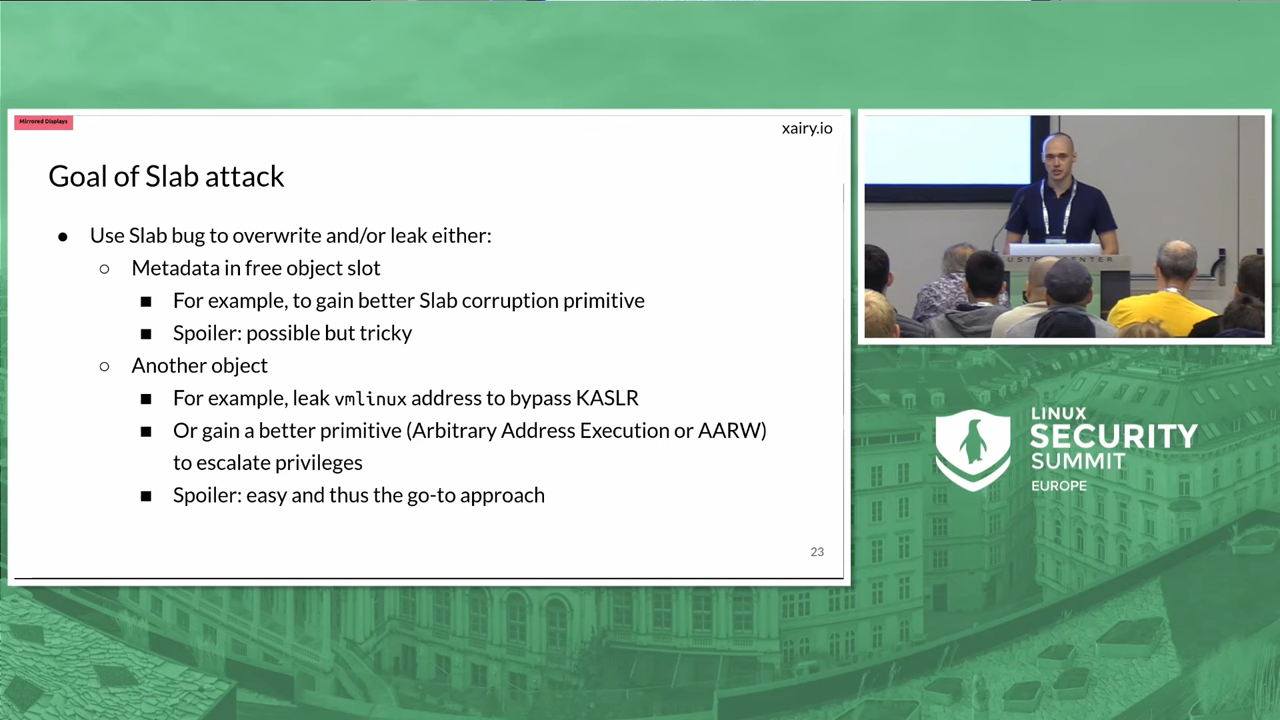 Mirrored Displays
xairy.io
Goal of Slab attack
● Use Slab bug to overwrite and/or leak either:
○ Metadata in free object slot
■ For example, to gain better Slab corruption primitive
■ Spoiler: possible but tricky
○ Another object
■ For example, leak vmlinux address to bypass KASLR
■ Or gain a better primitive (Arbitrary Address Execution or AARW)
to escalate privileges
■ Spoiler: easy and thus the go-to approach
23
CENTER
LINUX
SECURITY
SUMMIT
EUROPE